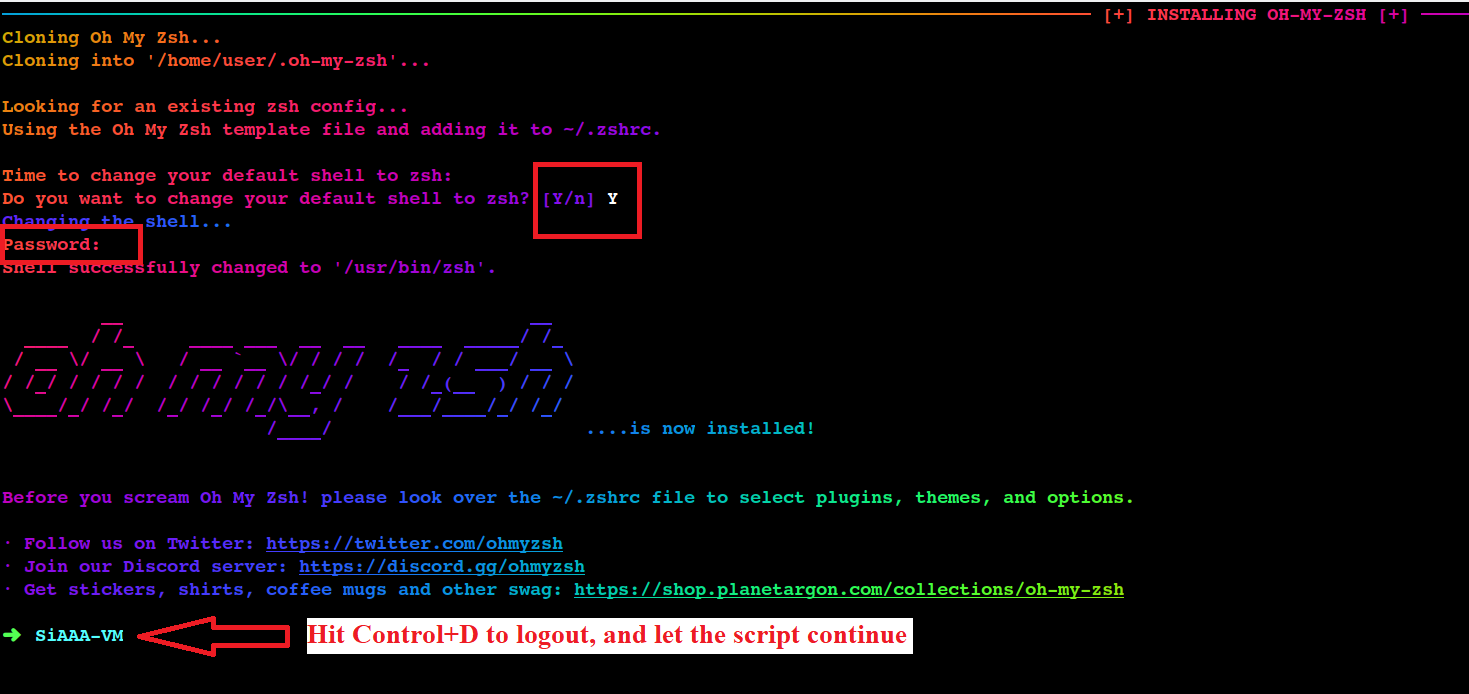 [+] INSTALLING OH-MY-ZSH [+]
Cloning Oh My Zsh...
Cloning into '/home/user/.oh-my-zsh'...
Looking for an existing zsh config...
Using the Oh My Zsh template file and adding it to ~/.zshrc.
Time to change your default shell to zsh:
Do you want to change your default shell to zsh? [Y/n] Y
Changing the shell...
Password:
Shell successfully changed to '/usr/bin/zsh'.
oh my zsh
....is now installed!
Before you scream Oh My Zsh! please look over the ~/.zshrc file to select plugins, themes, and options.
· Follow us on Twitter: https://twitter.com/ohmyzsh
· Join our Discord server: https://discord.gg/ohmyzsh
· Get stickers, shirts, coffee mugs and other swag: https://shop.planetargon.com/collections/oh-my-zsh
➜ SiAAA-VM
Hit Control+D to logout, and let the script continue